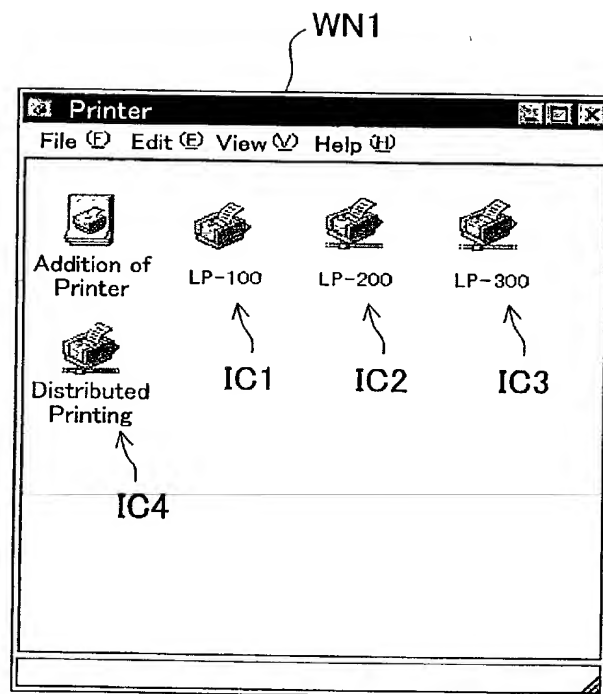 WN1
Printer
File (F) Edit (E) View (V) Help (H)
Addition of
Printer
LP-100 LP-200 LP-300
IC1 IC2 IC3
Distributed
Printing
IC4